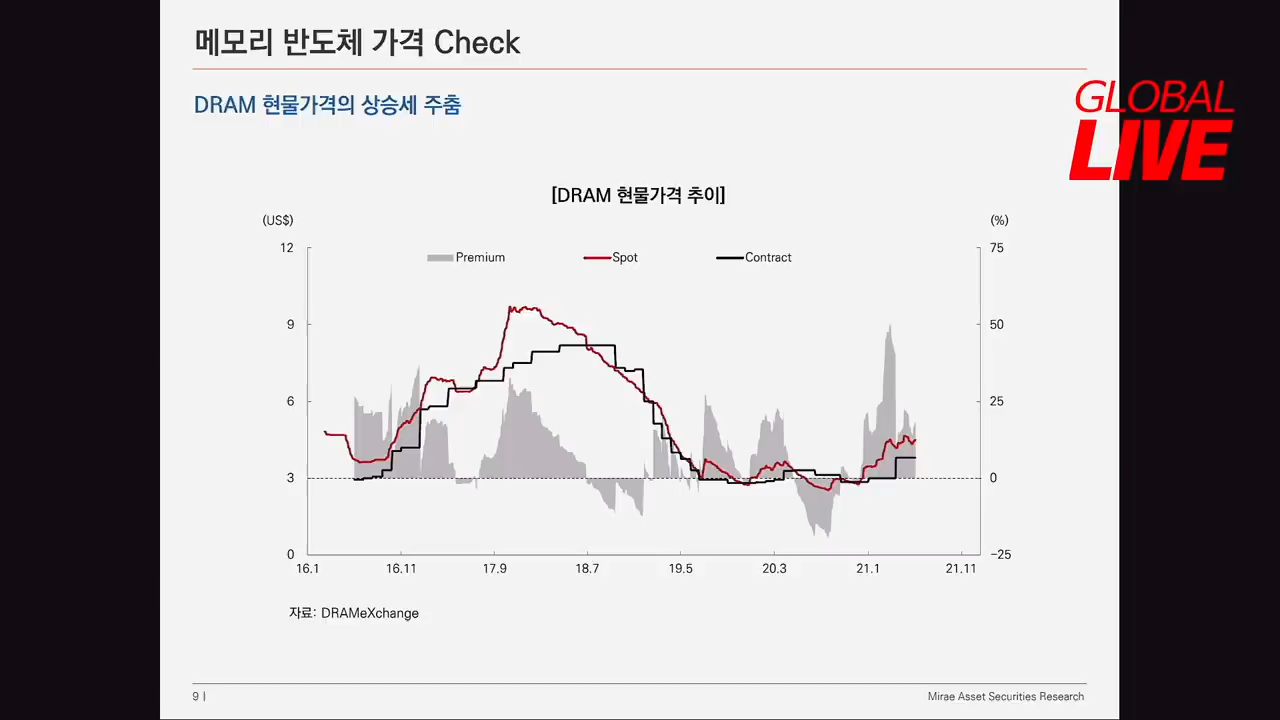 메모리 반도체 가격 Check
GLOBAL
LIVE
DRAM 현물가격의 상승세 주춤
[DRAM 현물가격 추이]
(US$)
(%)
Premium
Spot
Contract
12
9
6
3
0
75
50
25
0
-25
16.1
16.11
17.9
18.7
19.5
20.3
21.1
21.11
자료: DRAMeXchange
9 |
Mirae Asset Securities Research